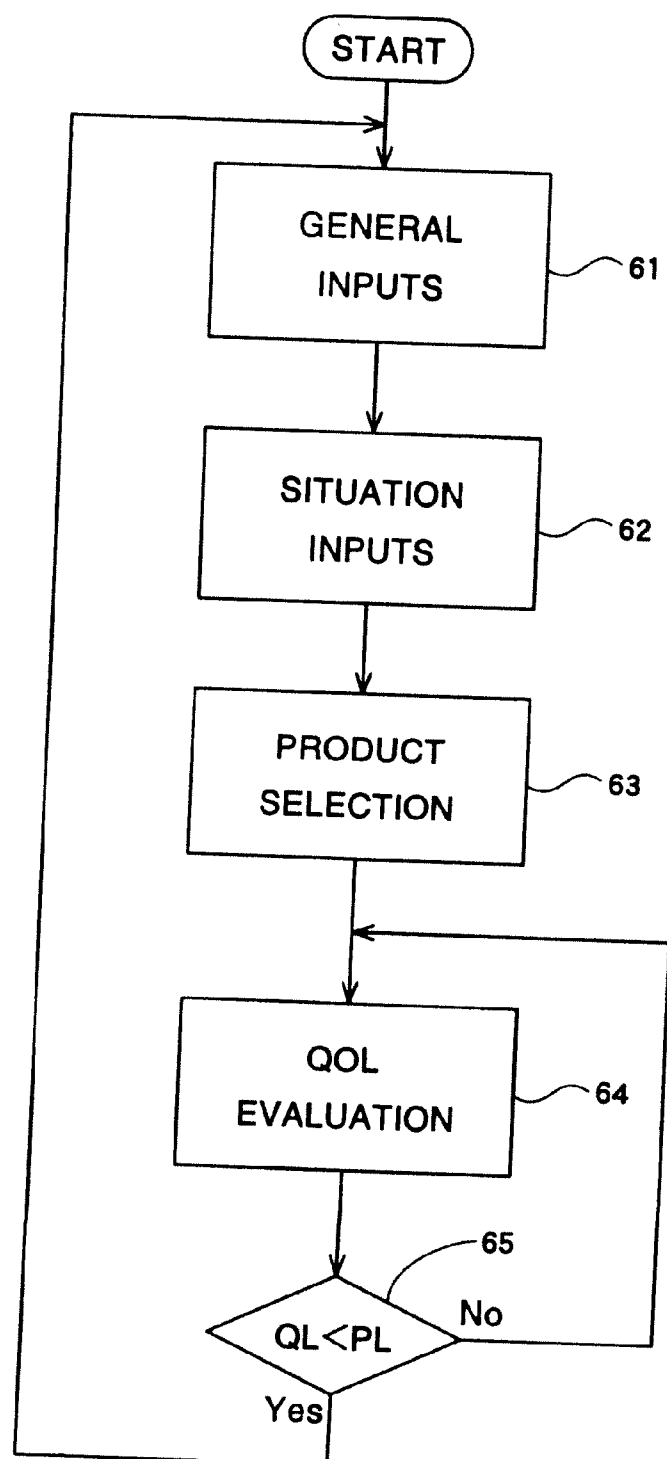 START
GENERAL
INPUTS
61
SITUATION
INPUTS
62
PRODUCT
SELECTION
63
QOL
EVALUATION
64
65
QL<PL
No
Yes